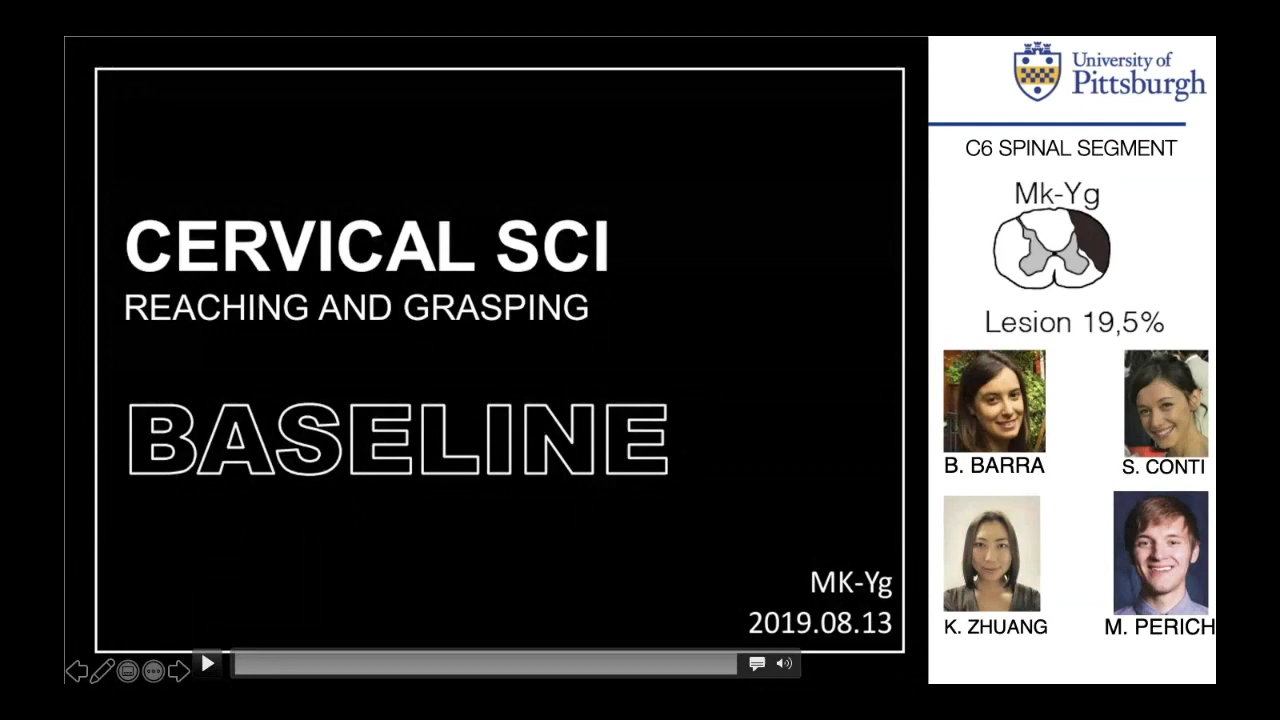 CERVICAL SCI
REACHING AND GRASPING
BASELINE
MK-Yg
2019.08.13
University of
Pittsburgh
C6 SPINAL SEGMENT
Mk-Yg
Lesion 19,5%
B. BARRA
S. CONTI
K. ZHUANG
M. PERICH